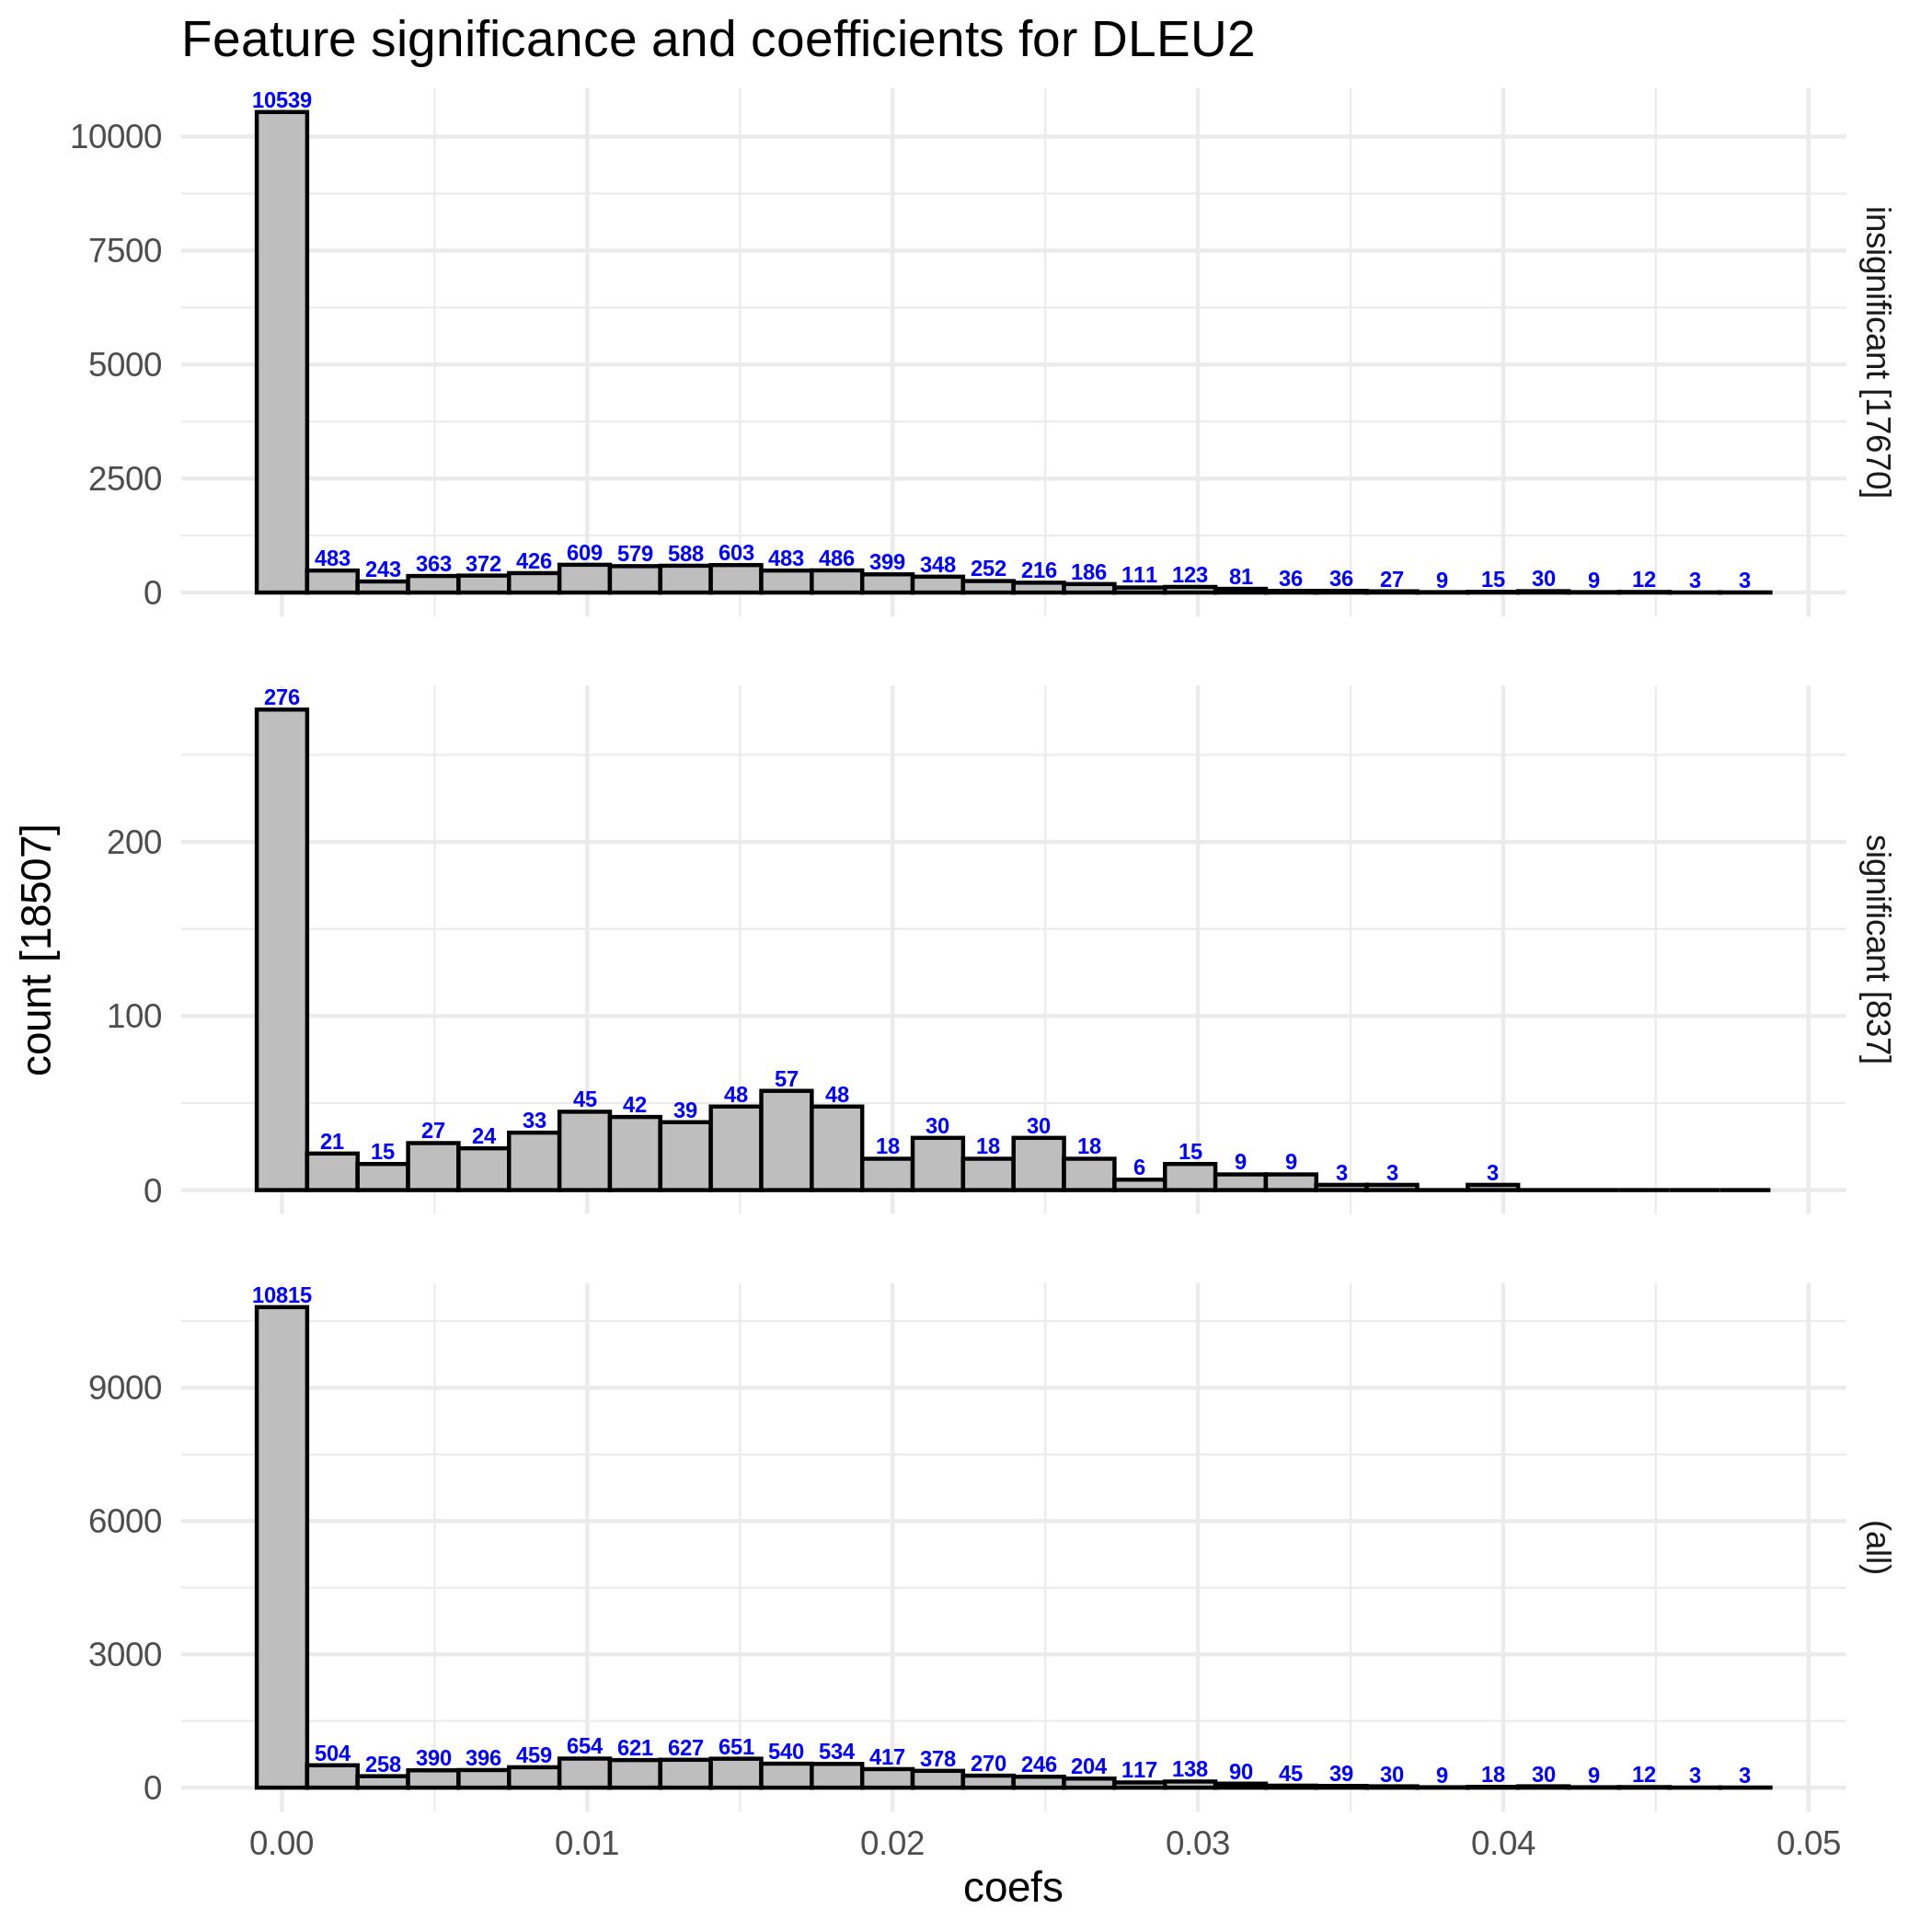 Feature significance and coefficients for DLEU2
10539
10000
7500
5000
2500
0
483 243 363 372 426 609 579 588 603 483 486 399 348 252 216 186 111 123 81 36 36 27 9 15 30 9 12 3 3
insignificant [17670]
count [18507]
276
200
100
0
21 15 27 24 33 45 42 39 48 57 48 18 30 18 30 18 6 15 9 9 3 3 3
significant [837]
10815
9000
6000
3000
0
504 258 390 396 459 654 621 627 651 540 534 417 378 270 246 204 117 138 90 45 39 30 9 18 30 9 12 3 3
(all)
0.00 0.01 0.02 0.03 0.04 0.05
coefs